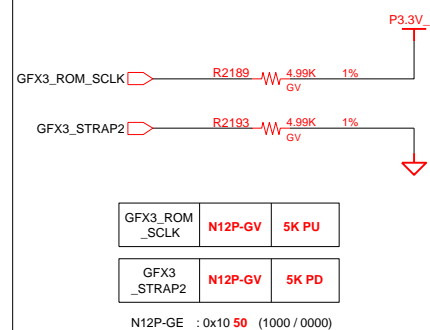 P3.3V_
GFX3_ROM_SCLK R2189 4.99K 1%
GV
GFX3_STRAP2 R2193 4.99K 1%
GV
GFX3_ROM
_SCLK N12P-GV 5K PU
GFX3
_STRAP2 N12P-GV 5K PD
N12P-GE : 0x10 50 (1000 / 0000)